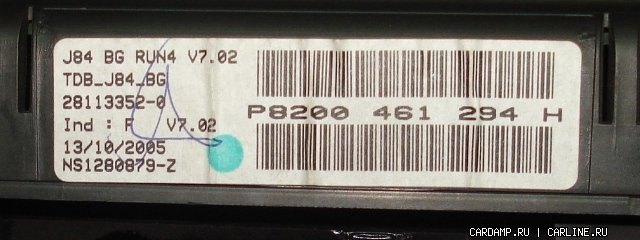 J84 BG RUN4 V7.02
TDB_J84_BG
28113352-0
Ind : F V7.02
13/10/2005
NS1280879-Z
P8200 461 294 H
CARDAMP.RU | CARLINE.RU